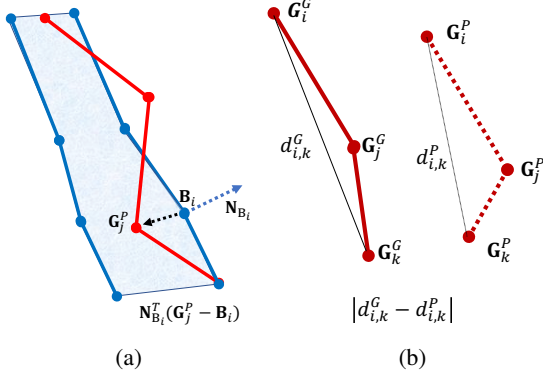 B_i
N_{B_i}
G_j^P
N_{B_i}^T(G_j^P − B_i)
(a)
G_i^G
d_{i,k}^G
G_j^G
G_k^G
G_i^P
d_{i,k}^P
G_j^P
G_k^P
|d_{i,k}^G − d_{i,k}^P|
(b)